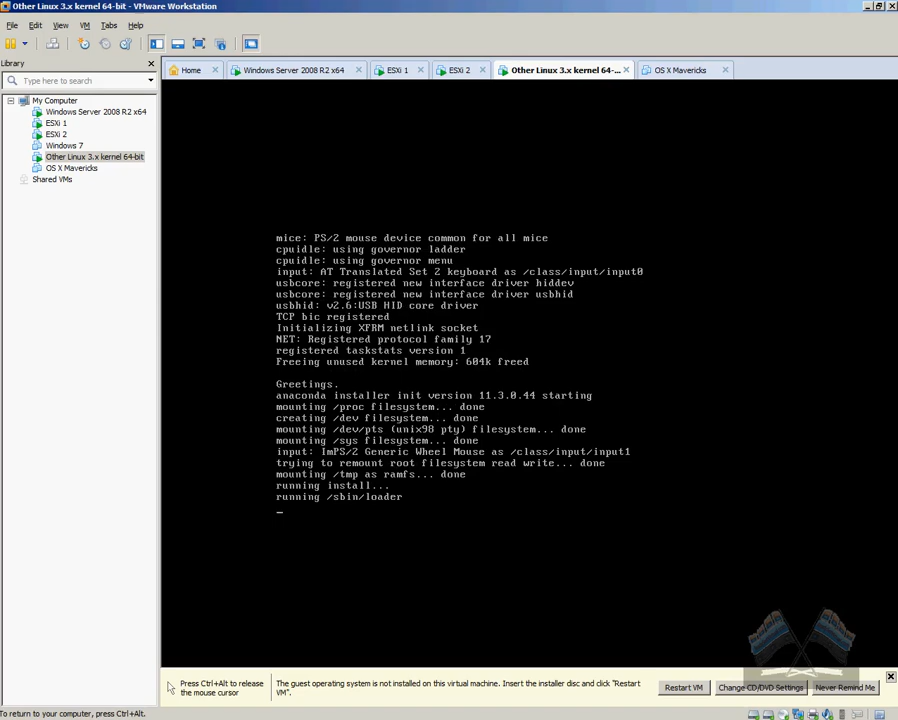 Other Linux 3.x kernel 64-bit - VMware Workstation
File Edit View VM Tabs Help
Library
Type here to search
My Computer
Windows Server 2008 R2 x64
ESXi 1
ESXi 2
Windows 7
Other Linux 3.x kernel 64-bit
OS X Mavericks
Shared VMs
Home Windows Server 2008 R2 x64 ESXi 1 ESXi 2 Other Linux 3.x kernel 64-... OS X Mavericks
mice: PS/2 mouse device common for all mice
cpuidle: using governor ladder
cpuidle: using governor menu
input: AT Translated Set 2 keyboard as /class/input/input0
usbcore: registered new interface driver hiddev
usbcore: registered new interface driver usbhid
usbhid: v2.6:USB HID core driver
TCP bic registered
Initializing XFRM netlink socket
NET: Registered protocol family 17
registered taskstats version 1
Freeing unused kernel memory: 604k freed
Greetings.
anaconda installer init version 11.3.0.44 starting
mounting /proc filesystem... done
creating /dev filesystem... done
mounting /dev/pts (unix98 pty) filesystem... done
mounting /sys filesystem... done
input: ImPS/2 Generic Wheel Mouse as /class/input/input1
trying to remount root filesystem read write... done
mounting /tmp as ramfs... done
running install...
running /sbin/loader
Press Ctrl+Alt to release
the mouse cursor
The guest operating system is not installed on this virtual machine. Insert the installer disc and click "Restart
VM".
Restart VM Change CD/DVD Settings Never Remind Me
To return to your computer, press Ctrl+Alt.